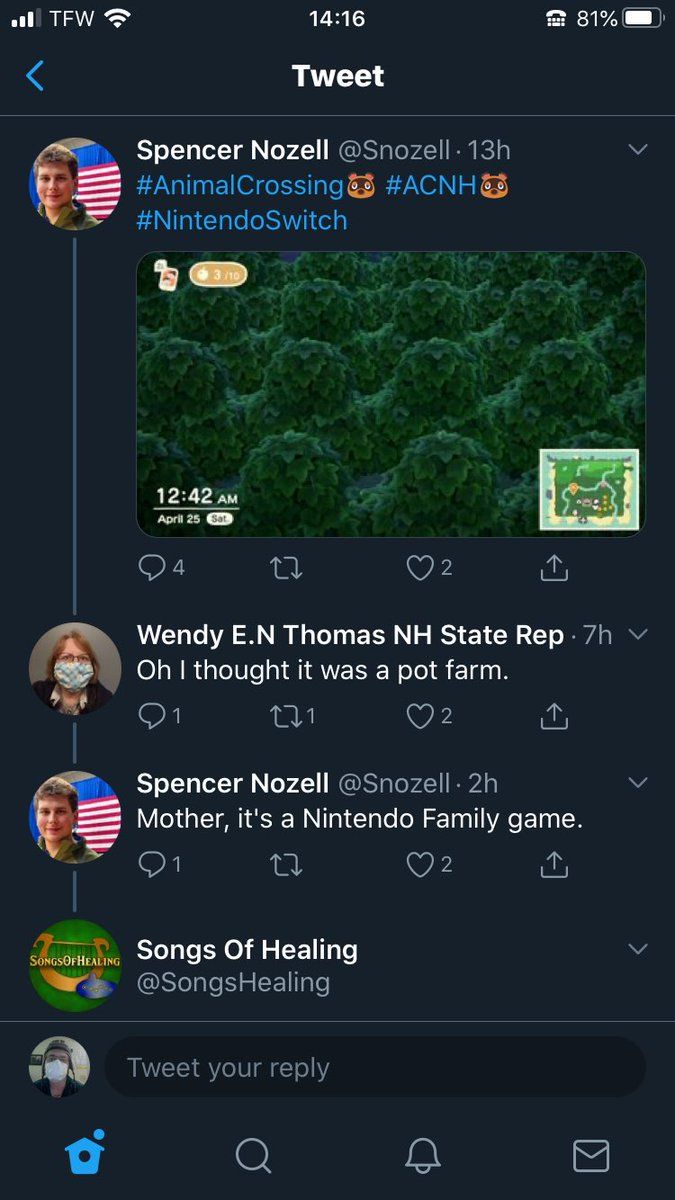 TFW 14:16 81%
Tweet
Spencer Nozell @Snozell · 13h
#AnimalCrossing #ACNH
#NintendoSwitch
3/10
12:42 AM
April 25 Sat.
4 2
Wendy E.N Thomas NH State Rep · 7h
Oh I thought it was a pot farm.
1 1 2
Spencer Nozell @Snozell · 2h
Mother, it's a Nintendo Family game.
1 2
SONGSOFHEALING
Songs Of Healing
@SongsHealing
Tweet your reply